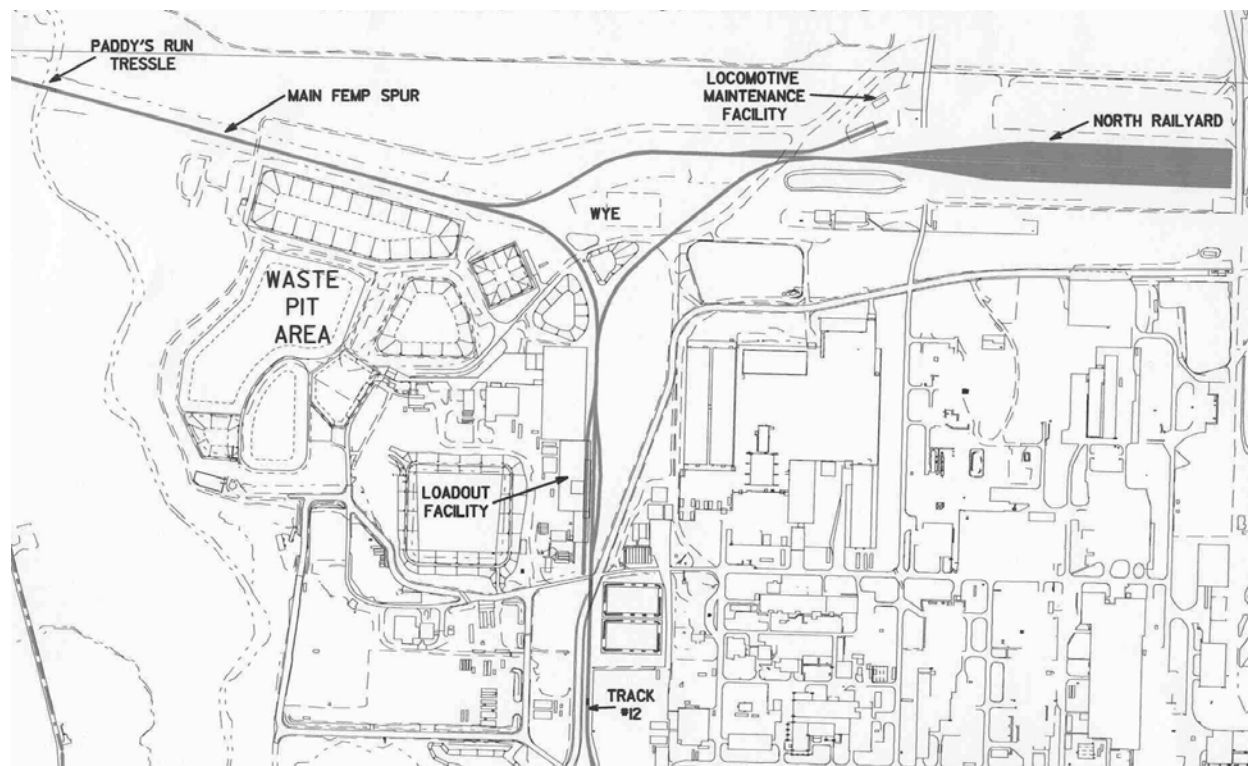 PADDY'S RUN
TRESSLE
MAIN FEMP SPUR
LOCOMOTIVE
MAINTENANCE
FACILITY
NORTH RAILYARD
WYE
WASTE
PIT
AREA
LOADOUT
FACILITY
TRACK
#12